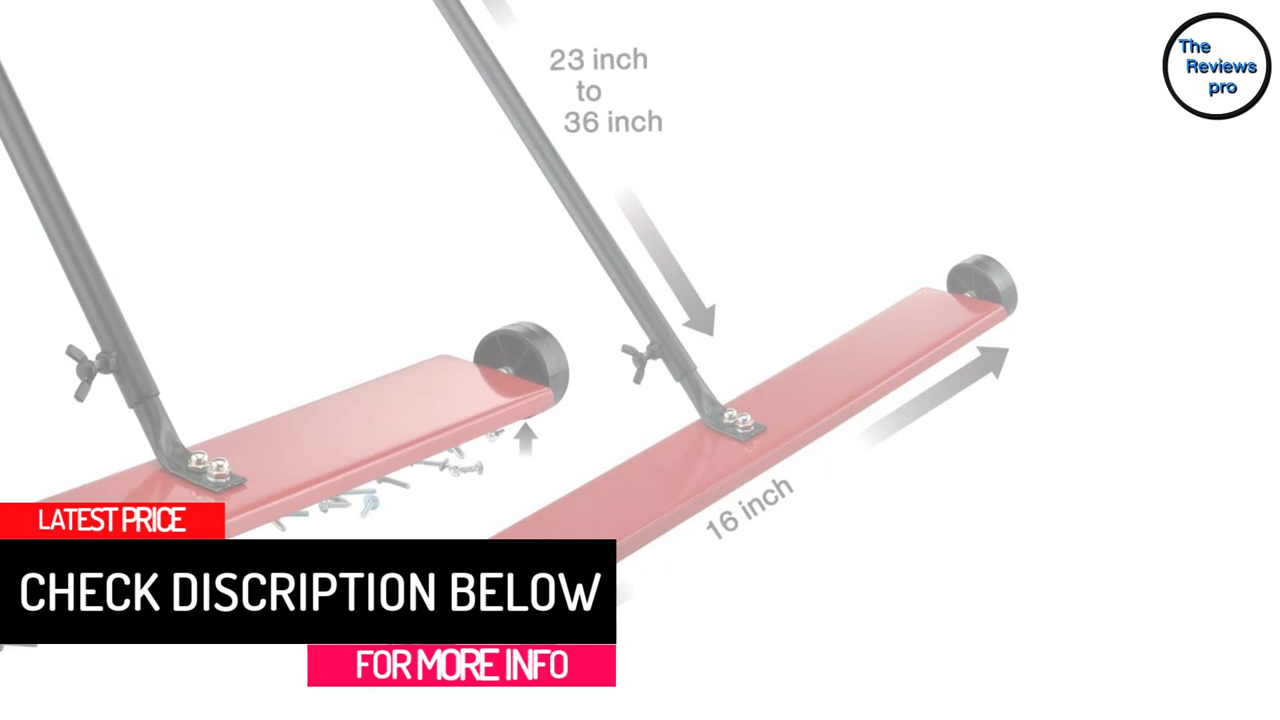 23 inch
to
36 inch
The
Reviews
pro
16 inch
LATEST PRICE
CHECK DISCRIPTION BELOW
FOR MORE INFO